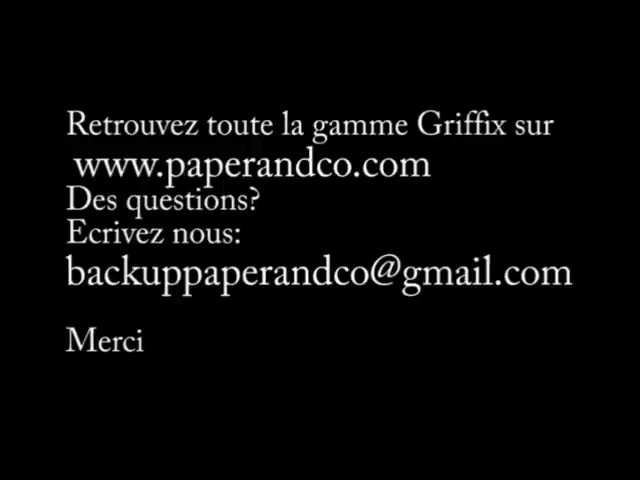 Retrouvez toute la gamme Griffix sur
www.paperandco.com
Des questions?
Ecrivez nous:
backuppaperandco@gmail.com
Merci